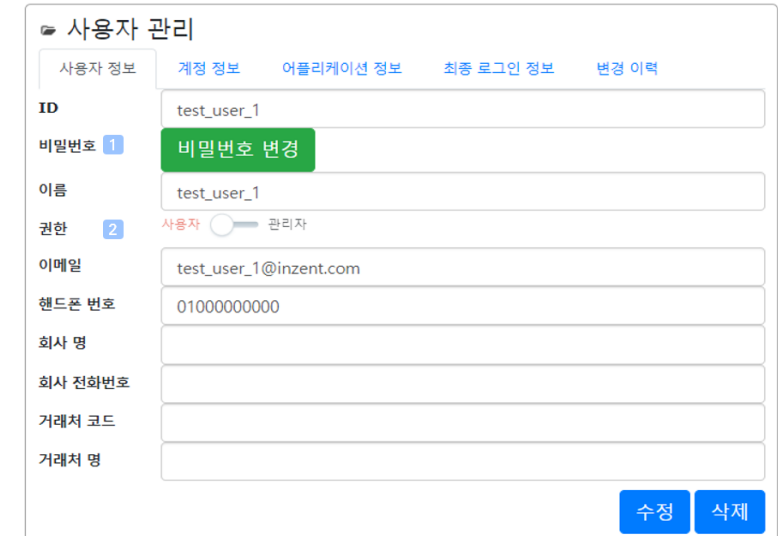 사용자 관리
사용자 정보 계정 정보 어플리케이션 정보 최종 로그인 정보 변경 이력
ID test_user_1
비밀번호 1 비밀번호 변경
이름 test_user_1
권한 2 사용자 관리자
이메일 test_user_1@inzent.com
핸드폰 번호 01000000000
회사 명
회사 전화번호
거래처 코드
거래처 명
수정 삭제